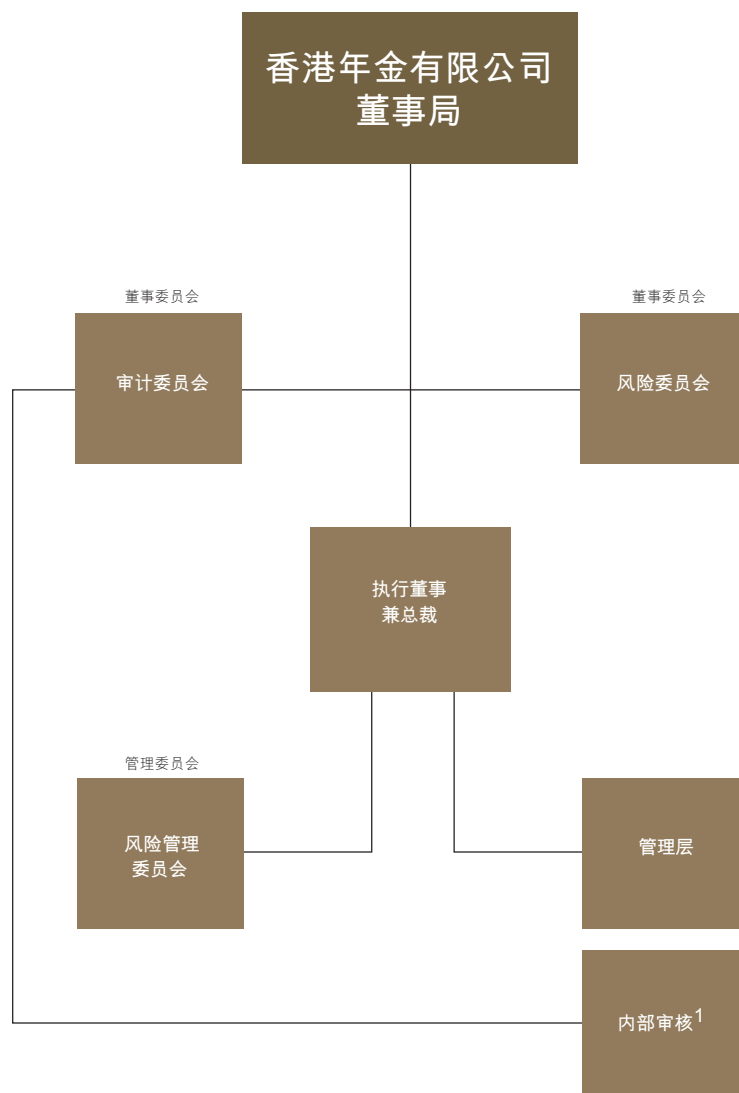 香港年金有限公司
董事局
董事委员会
董事委员会
审计委员会
风险委员会
执行董事
兼总裁
管理委员会
风险管理
委员会
管理层
内部审核1